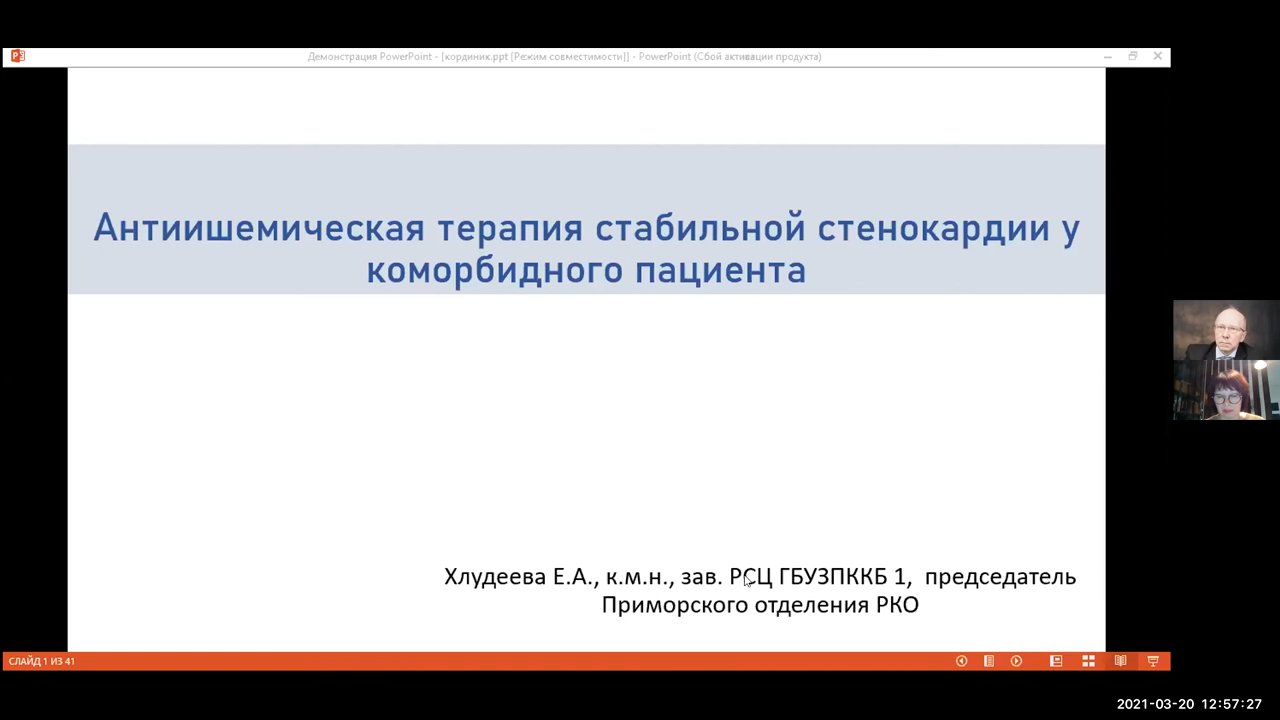 Демонстрация PowerPoint - [кординик.ppt [Режим совместимости]] - PowerPoint (Сбой активации продукта)
Антиишемическая терапия стабильной стенокардии у
коморбидного пациента
Хлудеева Е.А., к.м.н., зав. РСЦ ГБУЗПККБ 1, председатель
Приморского отделения РКО
СЛАЙД 1 ИЗ 41
2021-03-20 12:57:27